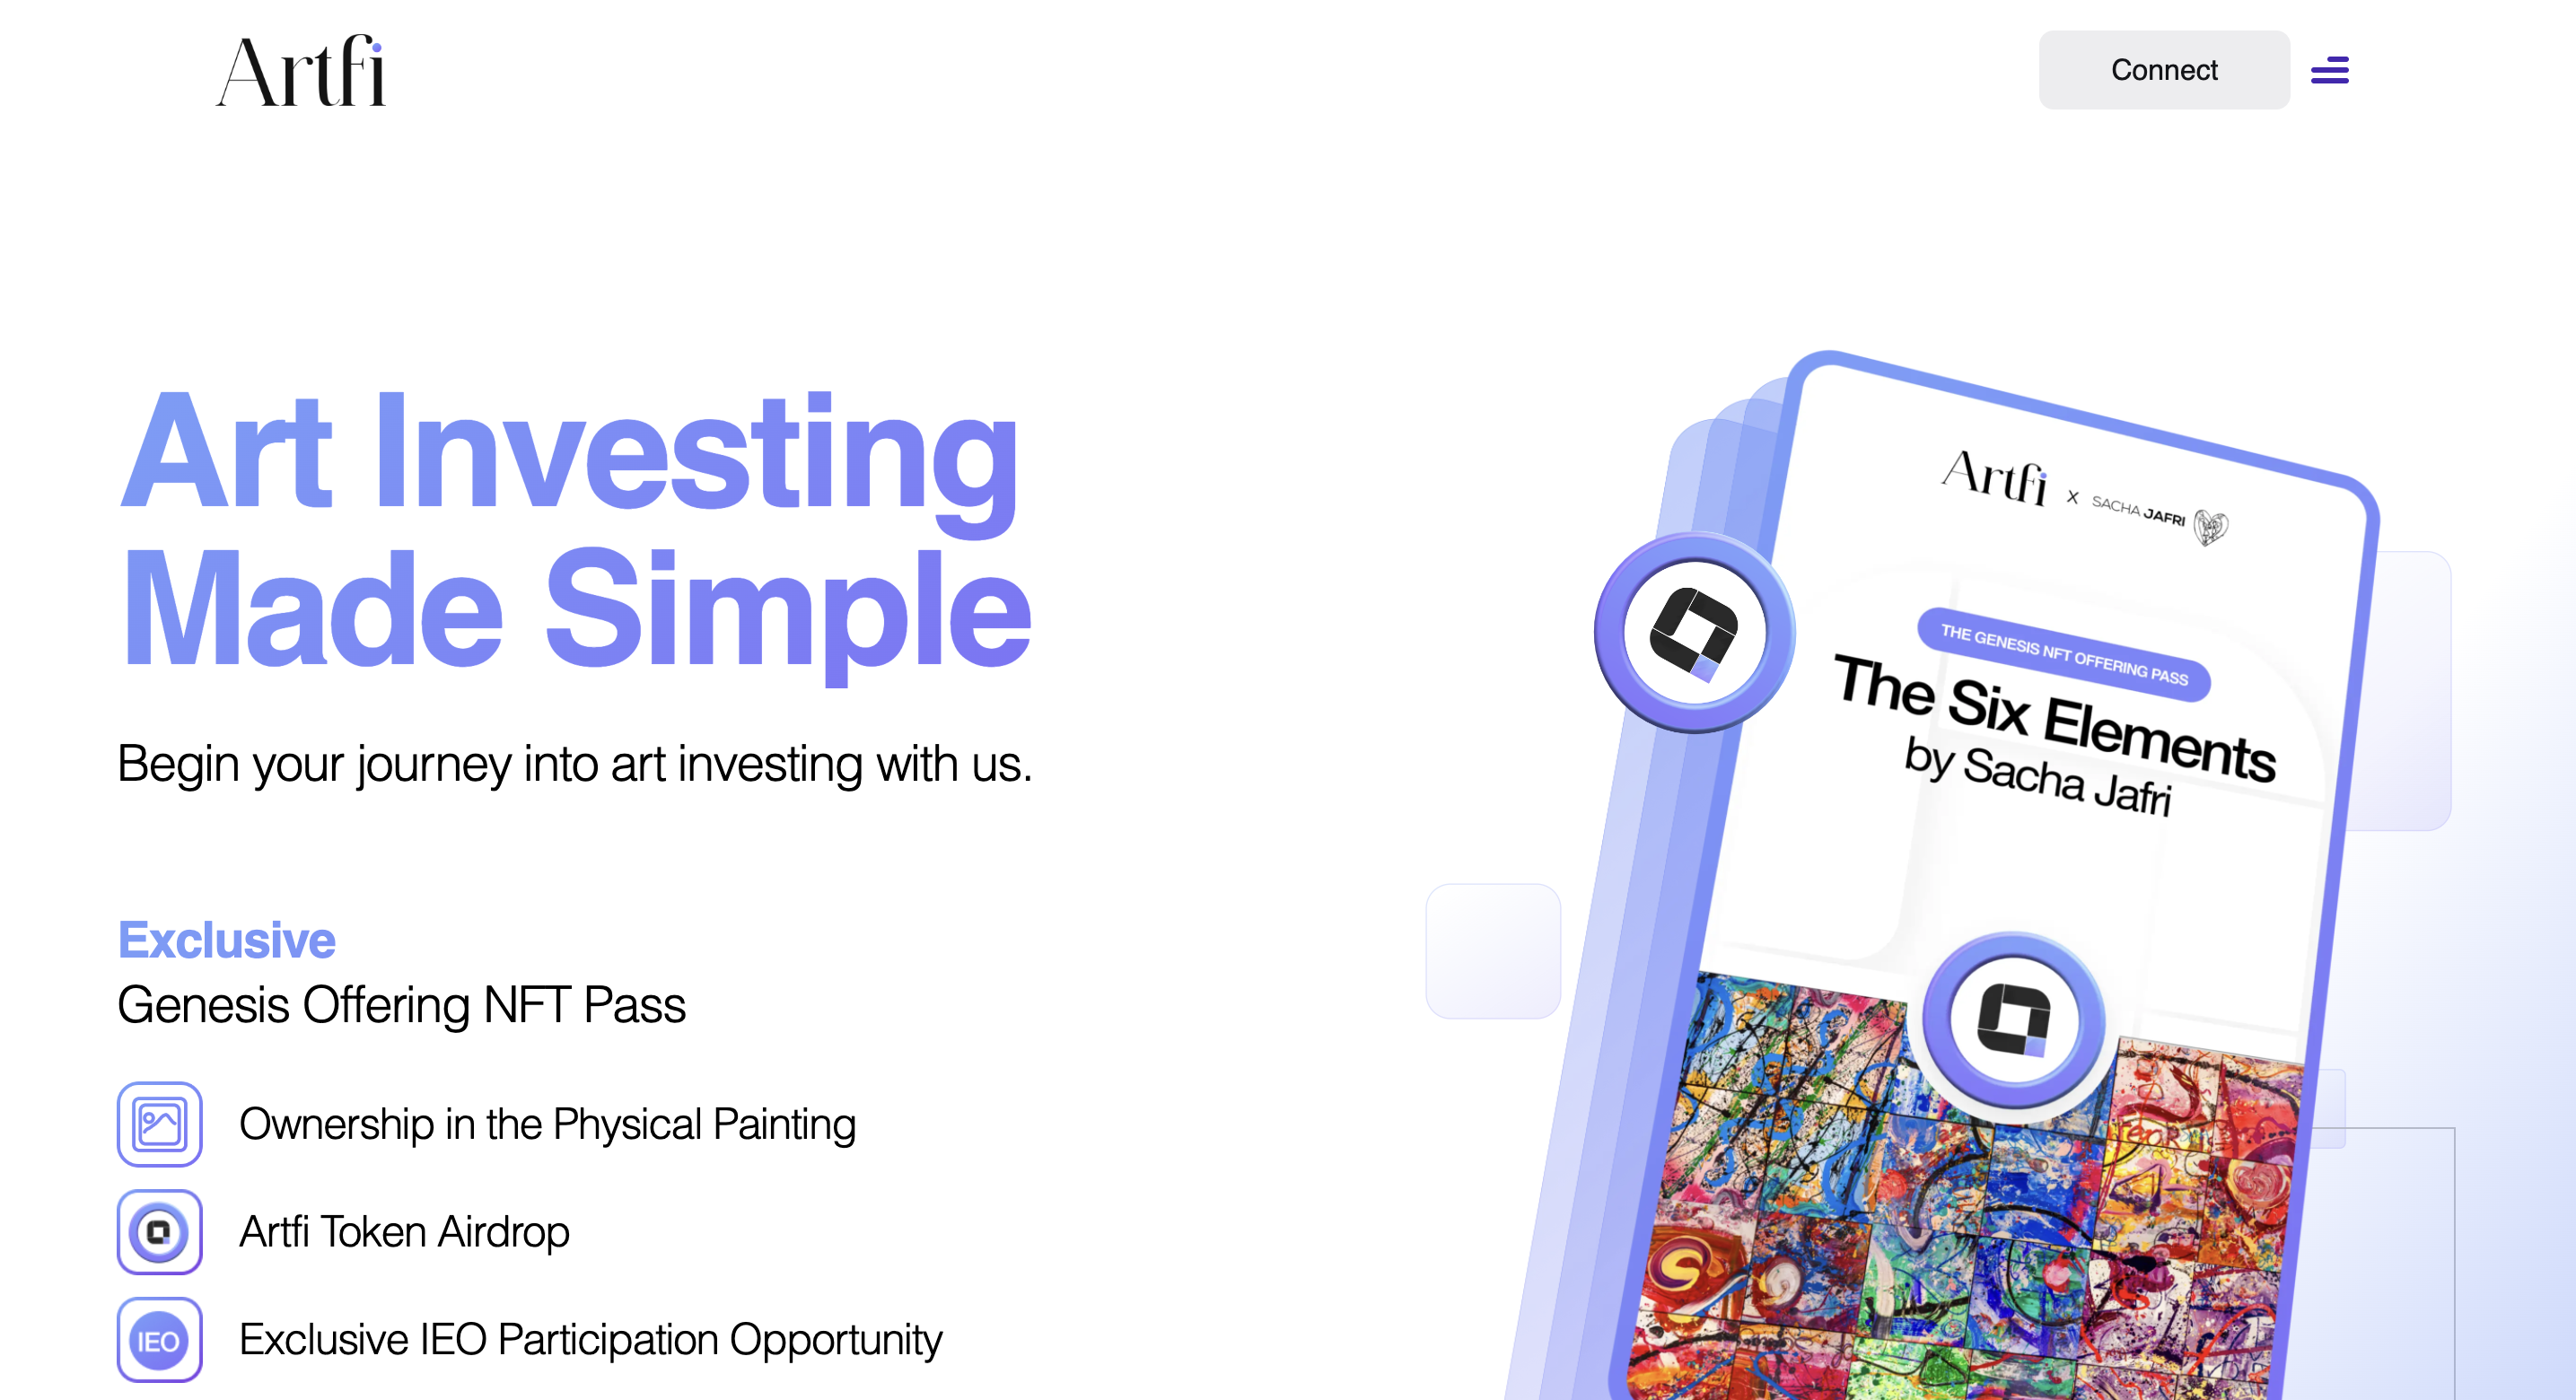 Artfi
Connect
Art Investing
Made Simple
Begin your journey into art investing with us.
Exclusive
Genesis Offering NFT Pass
Ownership in the Physical Painting
Artfi Token Airdrop
IEO
Exclusive IEO Participation Opportunity
Artfi X SACHA JAFRI
THE GENESIS NFT OFFERING PASS
The Six Elements
by Sacha Jafri